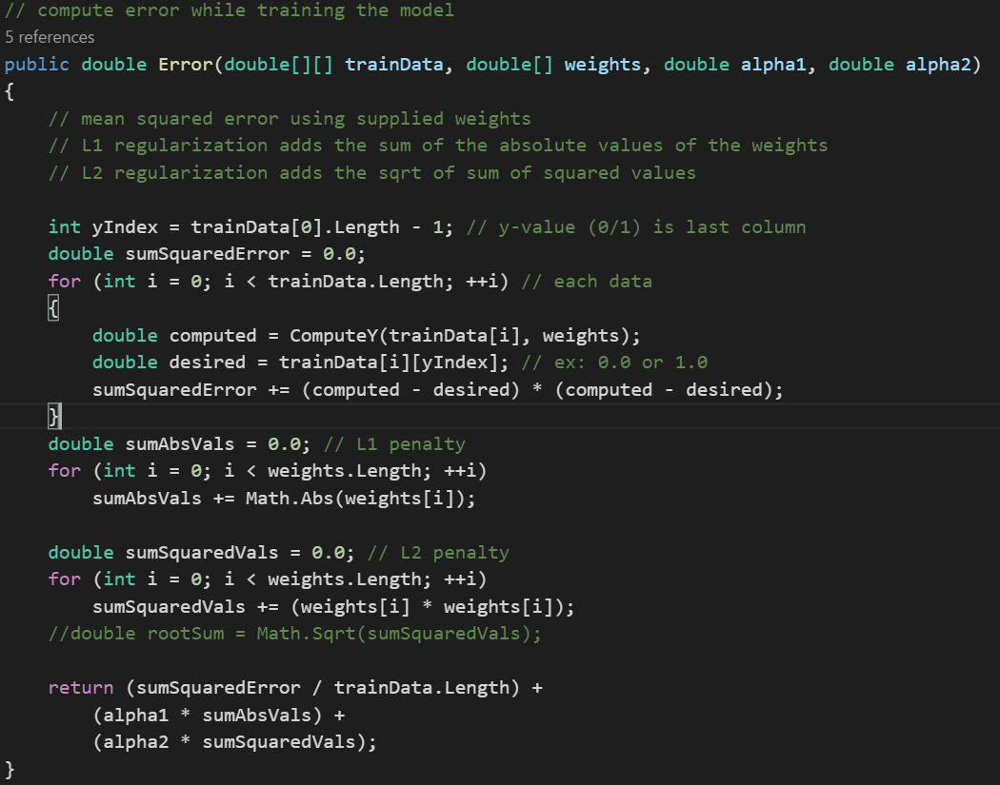 // compute error while training the model
5 references
public double Error(double[][] trainData, double[] weights, double alpha1, double alpha2)
{
    // mean squared error using supplied weights
    // L1 regularization adds the sum of the absolute values of the weights
    // L2 regularization adds the sqrt of sum of squared values

    int yIndex = trainData[0].Length - 1; // y-value (0/1) is last column
    double sumSquaredError = 0.0;
    for (int i = 0; i < trainData.Length; ++i) // each data
    {
        double computed = ComputeY(trainData[i], weights);
        double desired = trainData[i][yIndex]; // ex: 0.0 or 1.0
        sumSquaredError += (computed - desired) * (computed - desired);
    }
    double sumAbsVals = 0.0; // L1 penalty
    for (int i = 0; i < weights.Length; ++i)
        sumAbsVals += Math.Abs(weights[i]);

    double sumSquaredVals = 0.0; // L2 penalty
    for (int i = 0; i < weights.Length; ++i)
        sumSquaredVals += (weights[i] * weights[i]);
    //double rootSum = Math.Sqrt(sumSquaredVals);

    return (sumSquaredError / trainData.Length) +
        (alpha1 * sumAbsVals) +
        (alpha2 * sumSquaredVals);
}